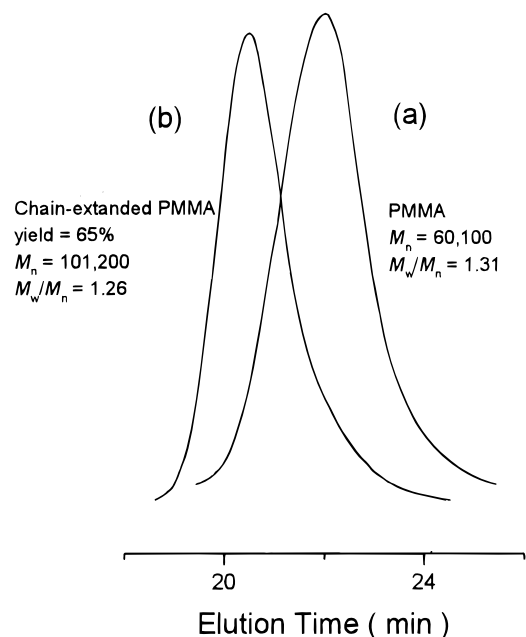 (b)
(a)
Chain-extanded PMMA
yield = 65%
Mn = 101,200
Mw/Mn = 1.26
PMMA
Mn = 60,100
Mw/Mn = 1.31
20
24
Elution Time ( min )